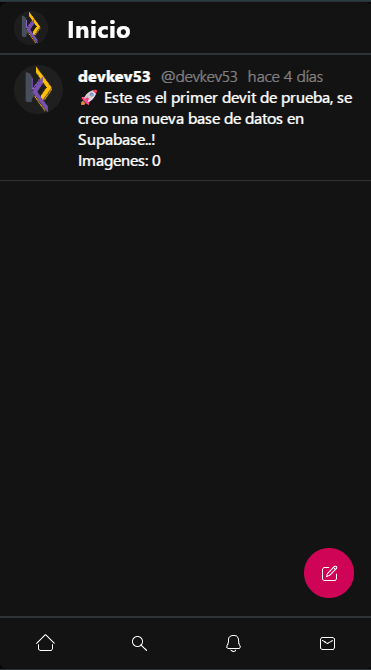 Inicio
devkev53 @devkev53 hace 4 días
🚀 Este es el primer devit de prueba, se
creo una nueva base de datos en
Supabase..!
Imagenes: 0